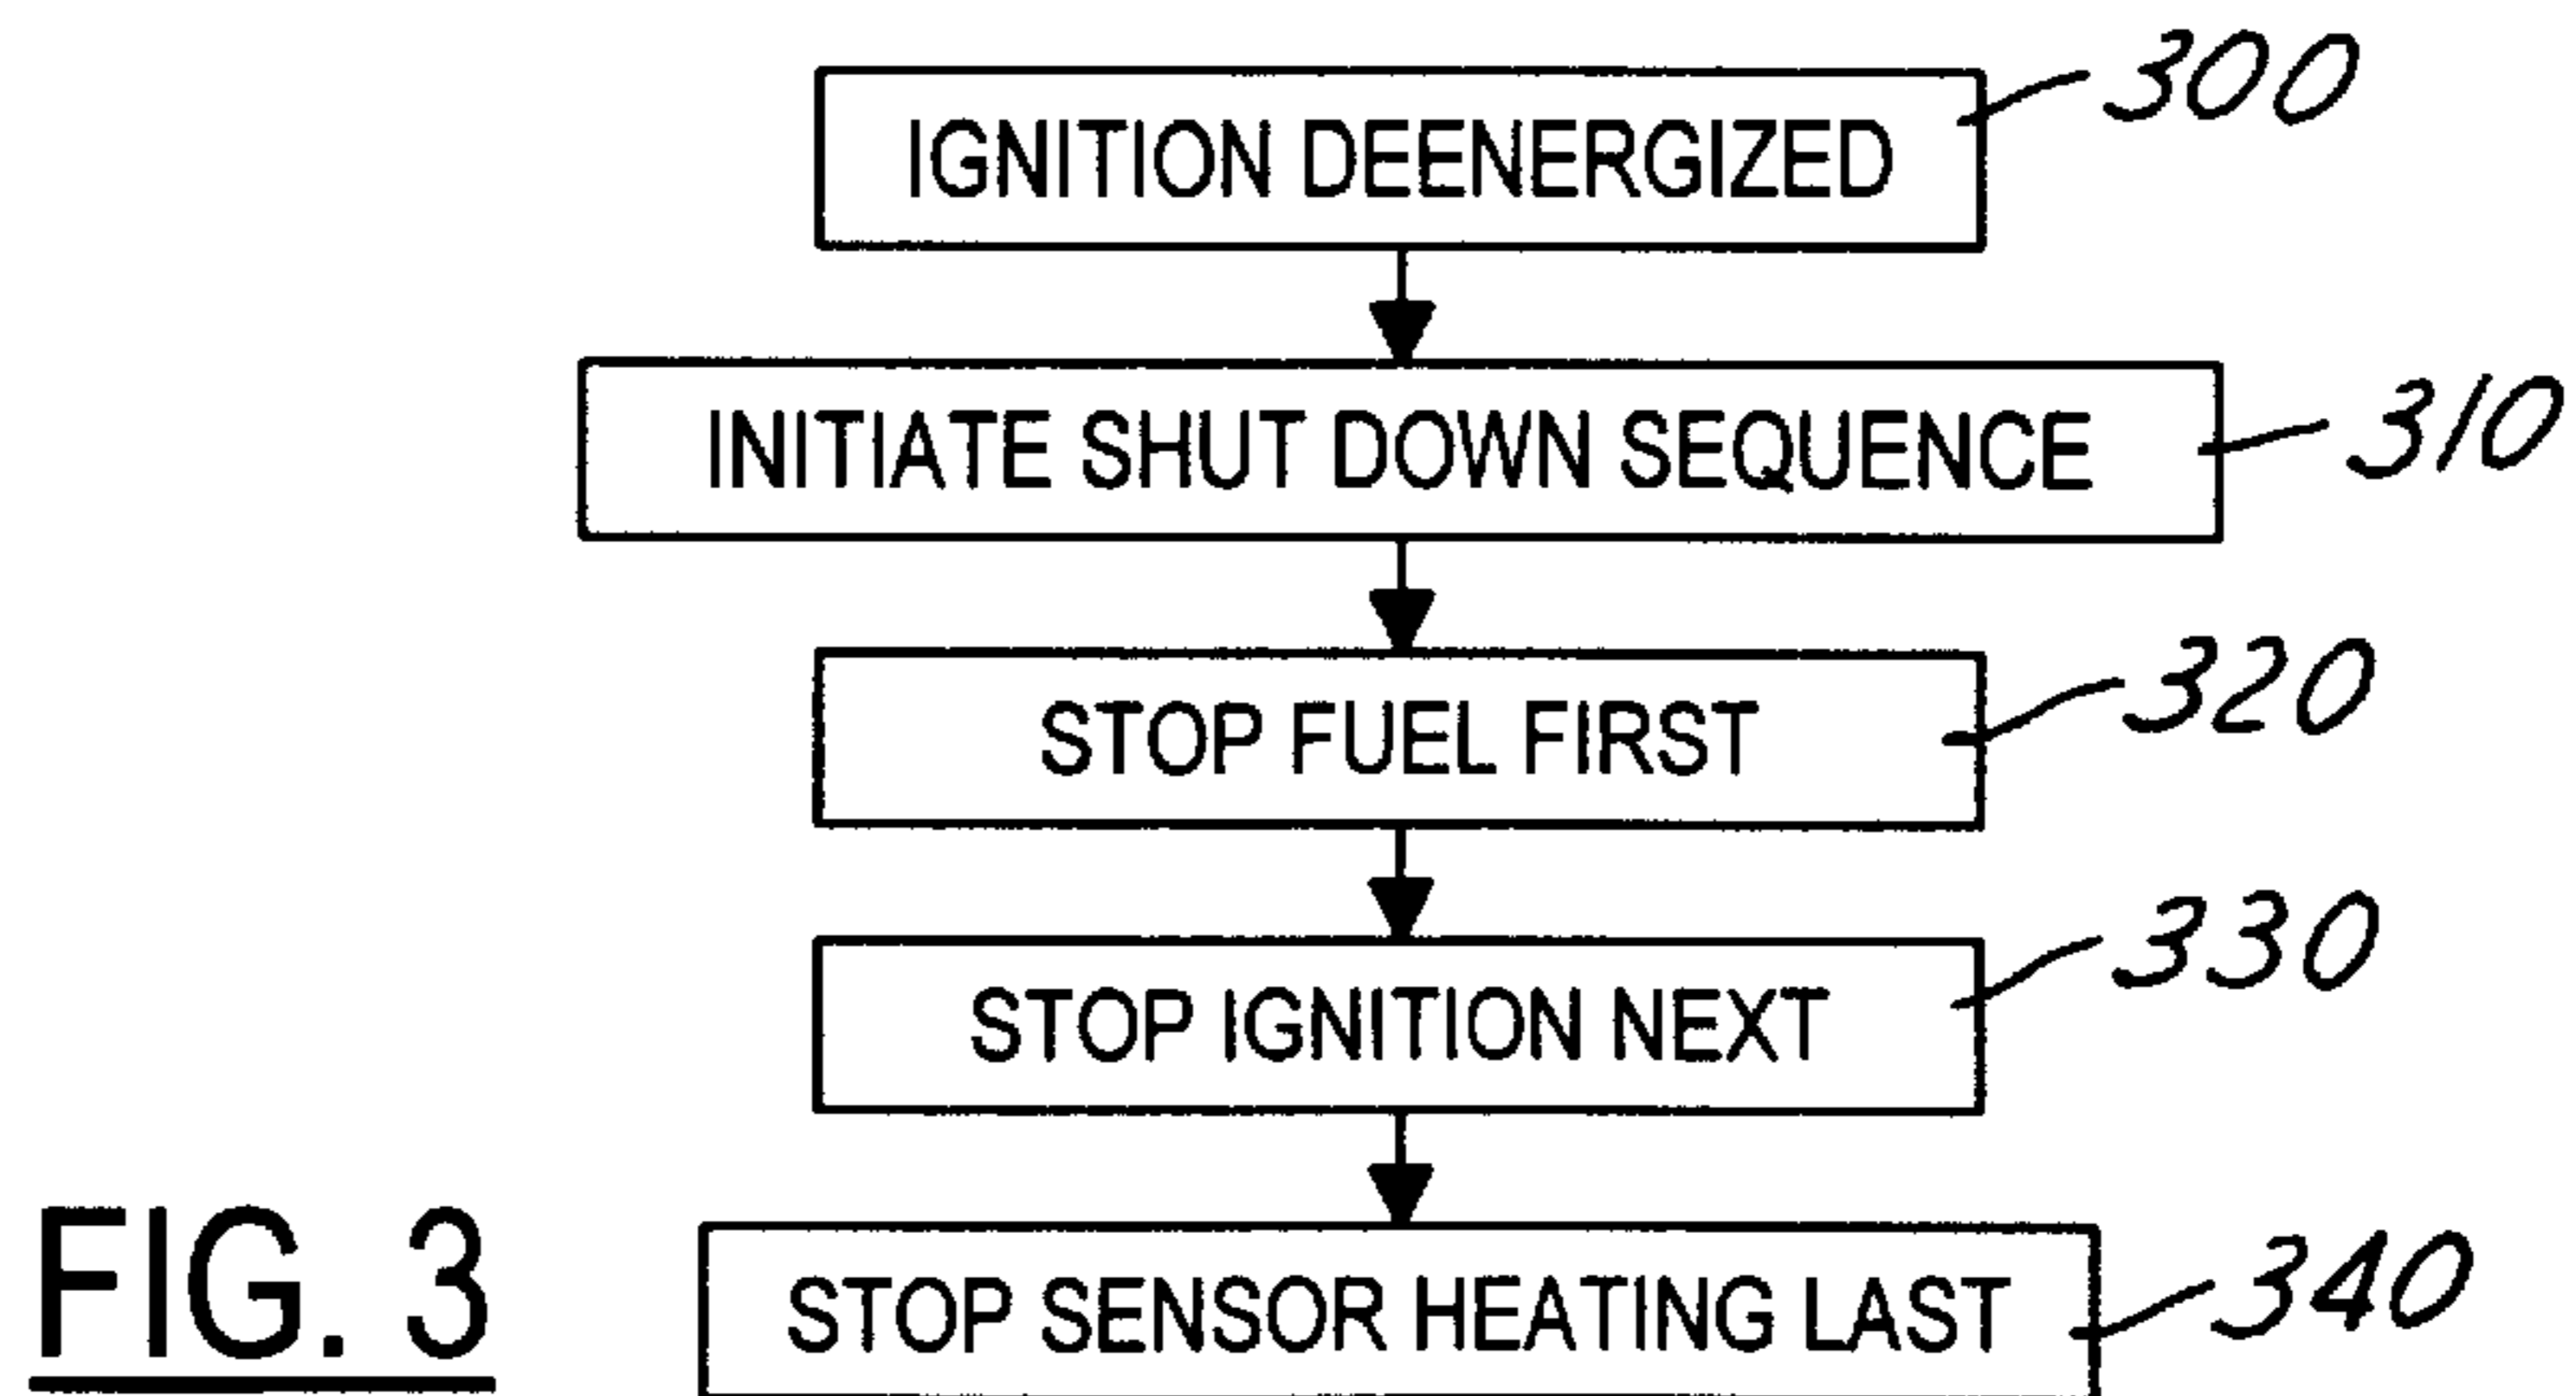 IGNITION DEENERGIZED
300
INITIATE SHUT DOWN SEQUENCE
310
STOP FUEL FIRST
320
STOP IGNITION NEXT
330
STOP SENSOR HEATING LAST
340
FIG. 3